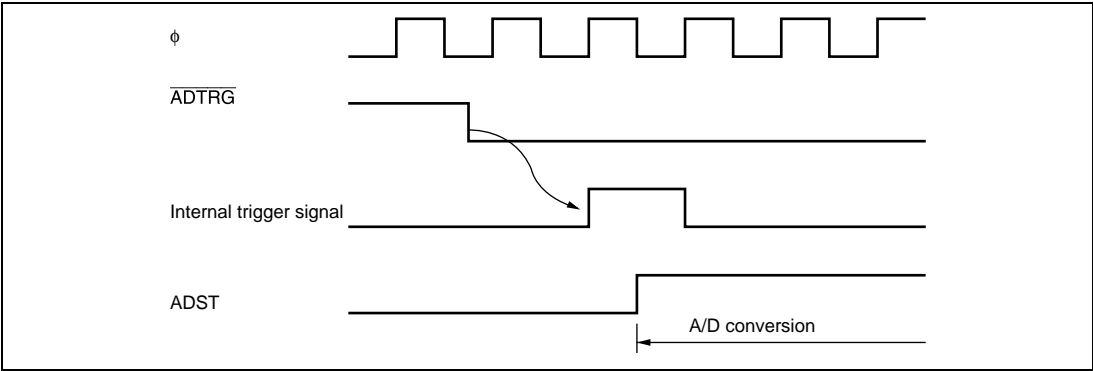 ϕ
ADTRG
Internal trigger signal
ADST
A/D conversion